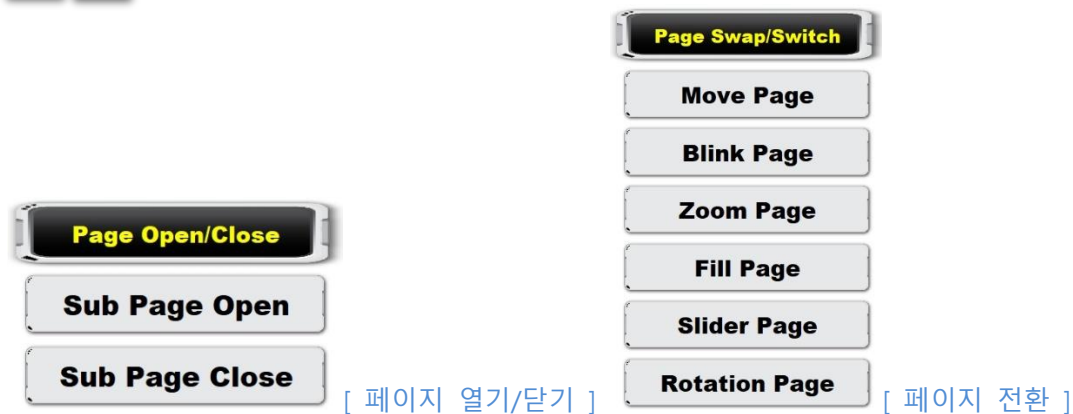 Page Open/Close
Sub Page Open
Sub Page Close
[ 페이지 열기/닫기 ]
Page Swap/Switch
Move Page
Blink Page
Zoom Page
Fill Page
Slider Page
Rotation Page
[ 페이지 전환 ]